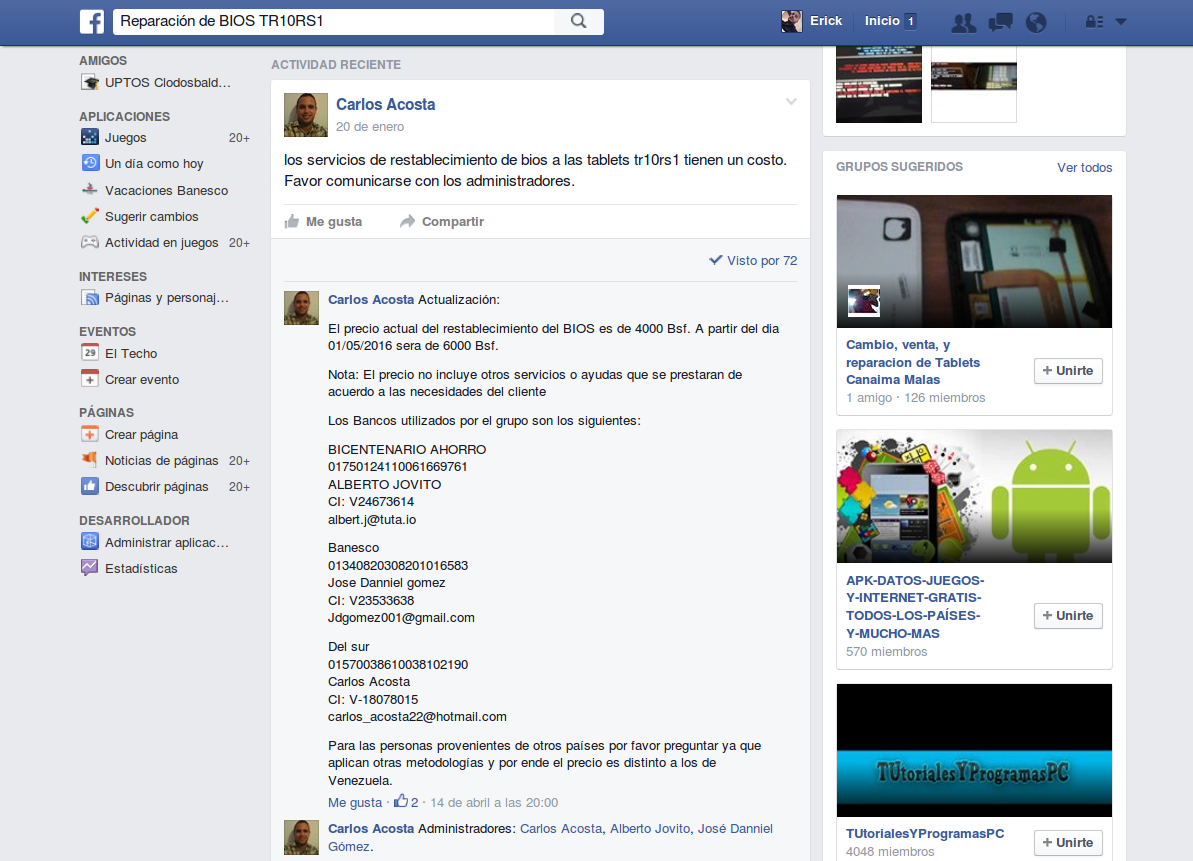 Reparación de BIOS TR10RS1
Erick
Inicio 1
AMIGOS
UPTOS Clodosbald...
APLICACIONES
Juegos 20+
Un día como hoy
Vacaciones Banesco
Sugerir cambios
Actividad en juegos 20+
INTERESES
Páginas y personaj...
EVENTOS
29 El Techo
Crear evento
PÁGINAS
Crear página
Noticias de páginas 20+
Descubrir páginas 20+
DESARROLLADOR
Administrar aplicac...
Estadísticas
ACTIVIDAD RECIENTE
Carlos Acosta
20 de enero
los servicios de restablecimiento de bios a las tablets tr10rs1 tienen un costo.
Favor comunicarse con los administradores.
Me gusta Compartir
Visto por 72
Carlos Acosta Actualización:
El precio actual del restablecimiento del BIOS es de 4000 Bsf. A partir del dia
01/05/2016 sera de 6000 Bsf.
Nota: El precio no incluye otros servicios o ayudas que se prestaran de
acuerdo a las necesidades del cliente
Los Bancos utilizados por el grupo son los siguientes:
BICENTENARIO AHORRO
01750124110061669761
ALBERTO JOVITO
CI: V24673614
albert.j@tuta.io
Banesco
01340820308201016583
Jose Danniel gomez
CI: V23533638
Jdgomez001@gmail.com
Del sur
01570038610038102190
Carlos Acosta
CI: V-18078015
carlos_acosta22@hotmail.com
Para las personas provenientes de otros países por favor preguntar ya que
aplican otras metodologías y por ende el precio es distinto a los de
Venezuela.
Me gusta · 2 · 14 de abril a las 20:00
Carlos Acosta Administradores: Carlos Acosta, Alberto Jovito, José Danniel
Gómez.
GRUPOS SUGERIDOS Ver todos
Cambio, venta, y
reparacion de Tablets
Canaima Malas
+ Unirte
1 amigo · 126 miembros
APK-DATOS-JUEGOS-
Y-INTERNET-GRATIS-
TODOS-LOS-PAÍSES-
Y-MUCHO-MAS
+ Unirte
570 miembros
TUtorialesYProgramasPC
TUtorialesYProgramasPC
+ Unirte
4048 miembros